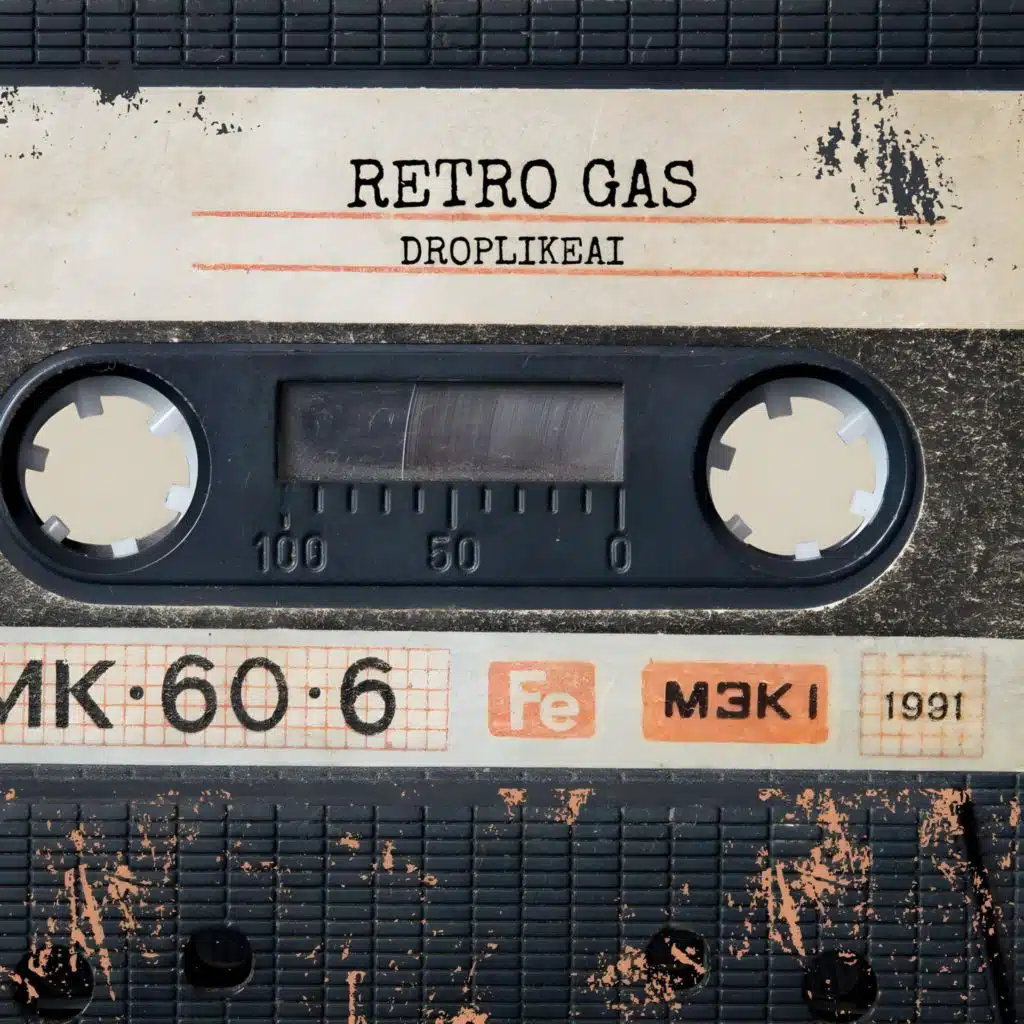 RETRO GAS
DROPLIKEAI
100 50 0
МК·60·6 Fe МЭК I 1991